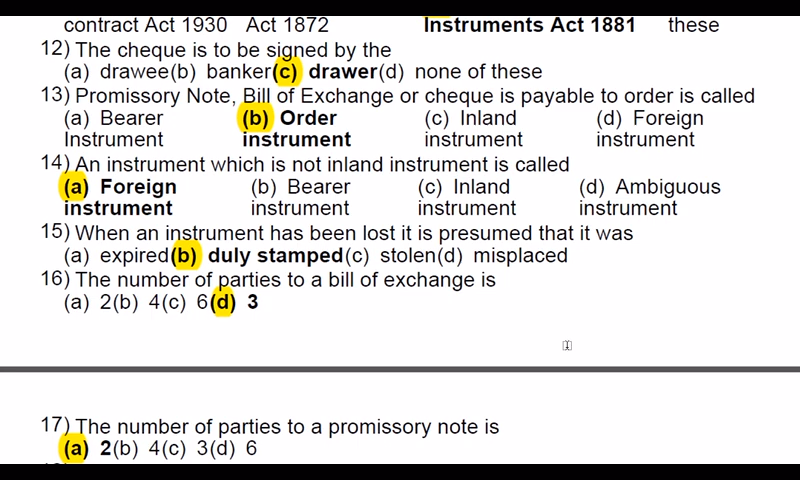 contract Act 1930 Act 1872 Instruments Act 1881 these
12) The cheque is to be signed by the
(a) drawee(b) banker(c) drawer(d) none of these
13) Promissory Note, Bill of Exchange or cheque is payable to order is called
(a) Bearer (b) Order (c) Inland (d) Foreign
Instrument instrument instrument instrument
14) An instrument which is not inland instrument is called
(a) Foreign (b) Bearer (c) Inland (d) Ambiguous
instrument instrument instrument instrument
15) When an instrument has been lost it is presumed that it was
(a) expired(b) duly stamped(c) stolen(d) misplaced
16) The number of parties to a bill of exchange is
(a) 2(b) 4(c) 6(d) 3
17) The number of parties to a promissory note is
(a) 2(b) 4(c) 3(d) 6